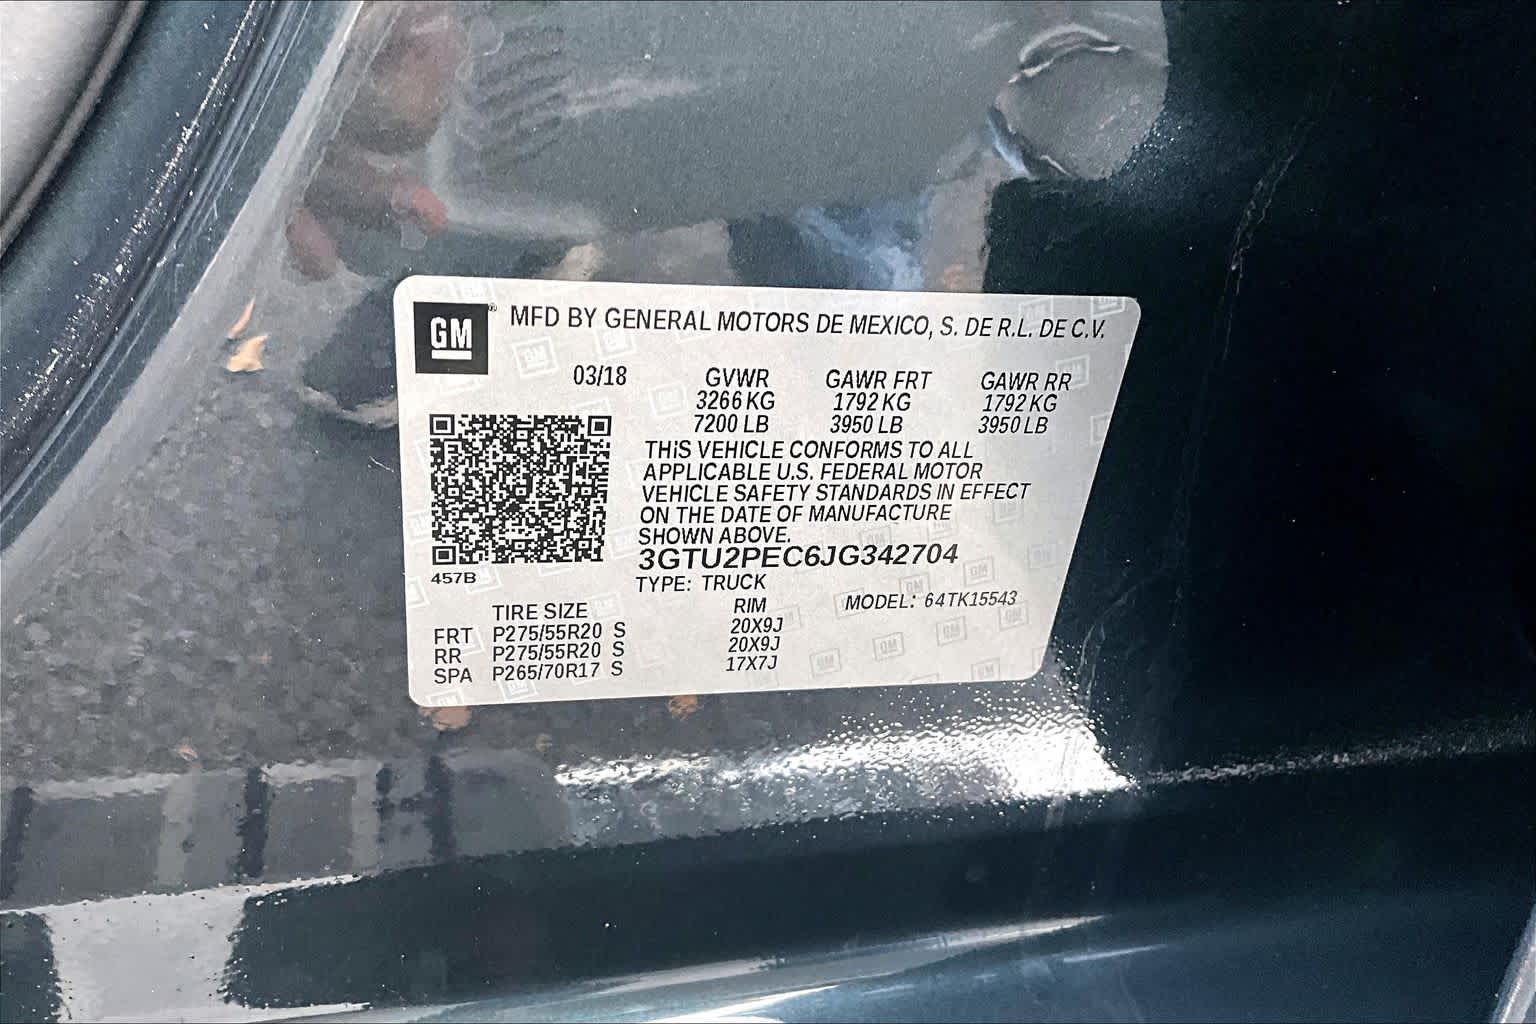 GM ® MFD BY GENERAL MOTORS DE MEXICO, S. DE R.L. DE C.V.
03/18 GVWR GAWR FRT GAWR RR
3266 KG 1792 KG 1792 KG
7200 LB 3950 LB 3950 LB
THIS VEHICLE CONFORMS TO ALL
APPLICABLE U.S. FEDERAL MOTOR
VEHICLE SAFETY STANDARDS IN EFFECT
ON THE DATE OF MANUFACTURE
SHOWN ABOVE.
3GTU2PEC6JG342704
457B
TYPE: TRUCK
TIRE SIZE RIM MODEL: 64TK15543
FRT P275/55R20 S 20X9J
RR P275/55R20 S 20X9J
SPA P265/70R17 S 17X7J